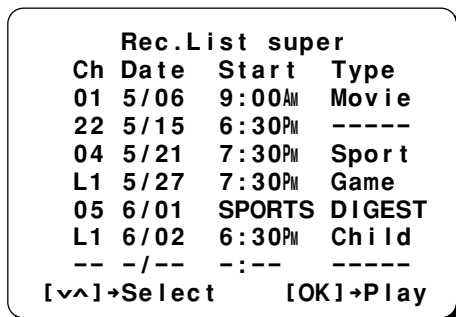 Rec.List super
Ch Date Start Type
01 5/06 9:00AM Movie
22 5/15 6:30PM -----
04 5/21 7:30PM Sport
L1 5/27 7:30PM Game
05 6/01 SPORTS DIGEST
L1 6/02 6:30PM Child
-- -/-- -:-- -----
[∨∧]→Select [OK]→Play